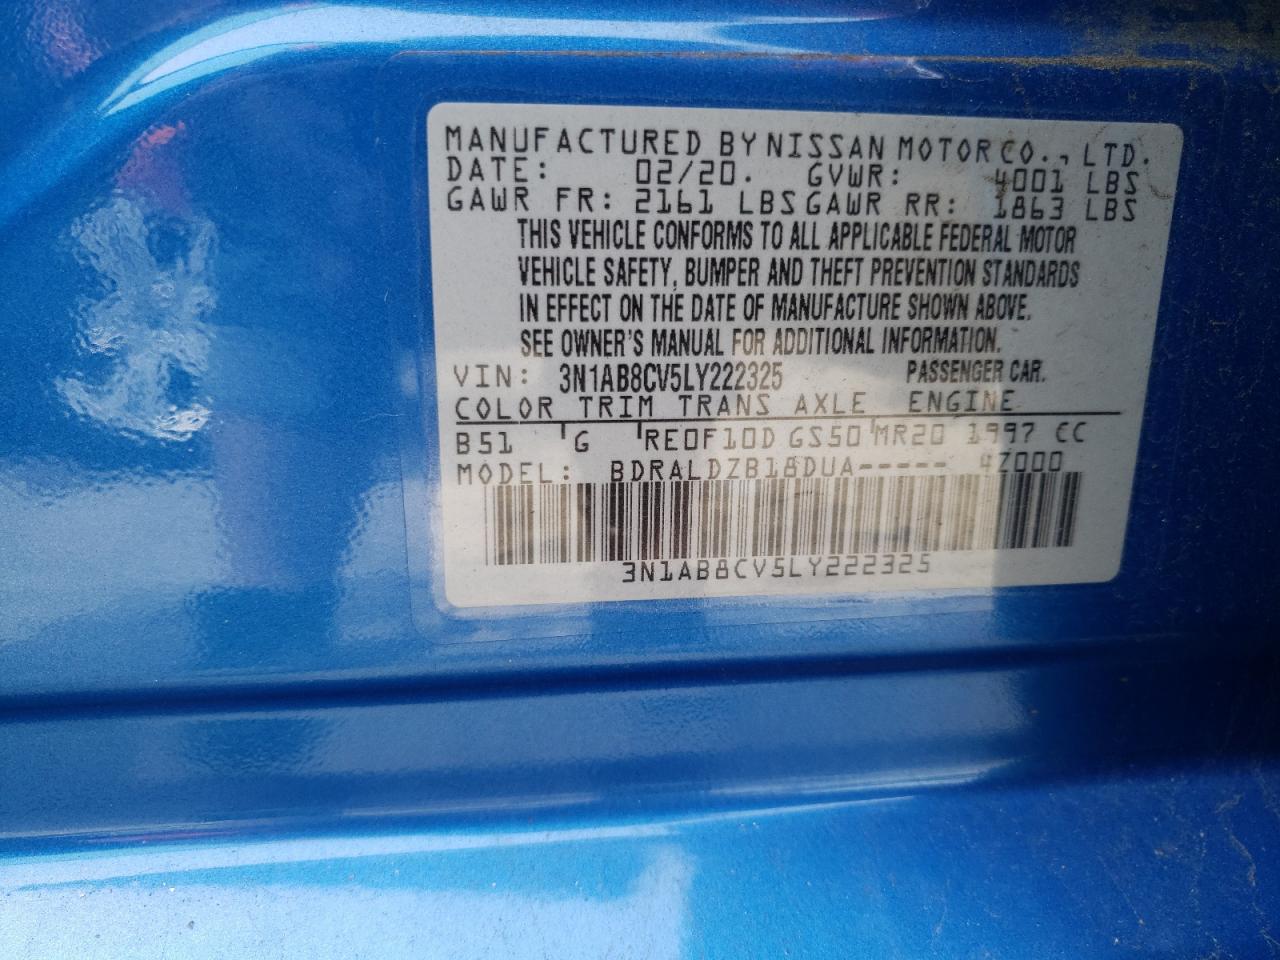 MANUFACTURED BY NISSAN MOTOR CO., LTD.
DATE: 02/20. GVWR: 4001 LBS
GAWR FR: 2161 LBS GAWR RR: 1863 LBS
THIS VEHICLE CONFORMS TO ALL APPLICABLE FEDERAL MOTOR
VEHICLE SAFETY, BUMPER AND THEFT PREVENTION STANDARDS
IN EFFECT ON THE DATE OF MANUFACTURE SHOWN ABOVE.
SEE OWNER'S MANUAL FOR ADDITIONAL INFORMATION.
VIN: 3N1AB8CV5LY222325 PASSENGER CAR.
COLOR TRIM TRANS AXLE ENGINE
B51 G RE0F10D GS50 MR20 1997 CC
MODEL: BDRALDZB18DUA----- 4Z000
3N1AB8CV5LY222325